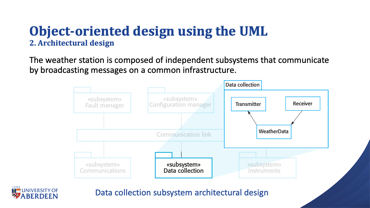 Object-oriented design using the UML
2. Architectural design
The weather station is composed of independent subsystems that communicate
by broadcasting messages on a common infrastructure.
Data collection
Transmitter
Receiver
WeatherData
«subsystem»
Fault manager
«subsystem»
Configuration manager
Communication link
«subsystem»
Communications
«subsystem»
Data collection
«subsystem»
Instruments
Data collection subsystem architectural design
UNIVERSITY OF
ABERDEEN